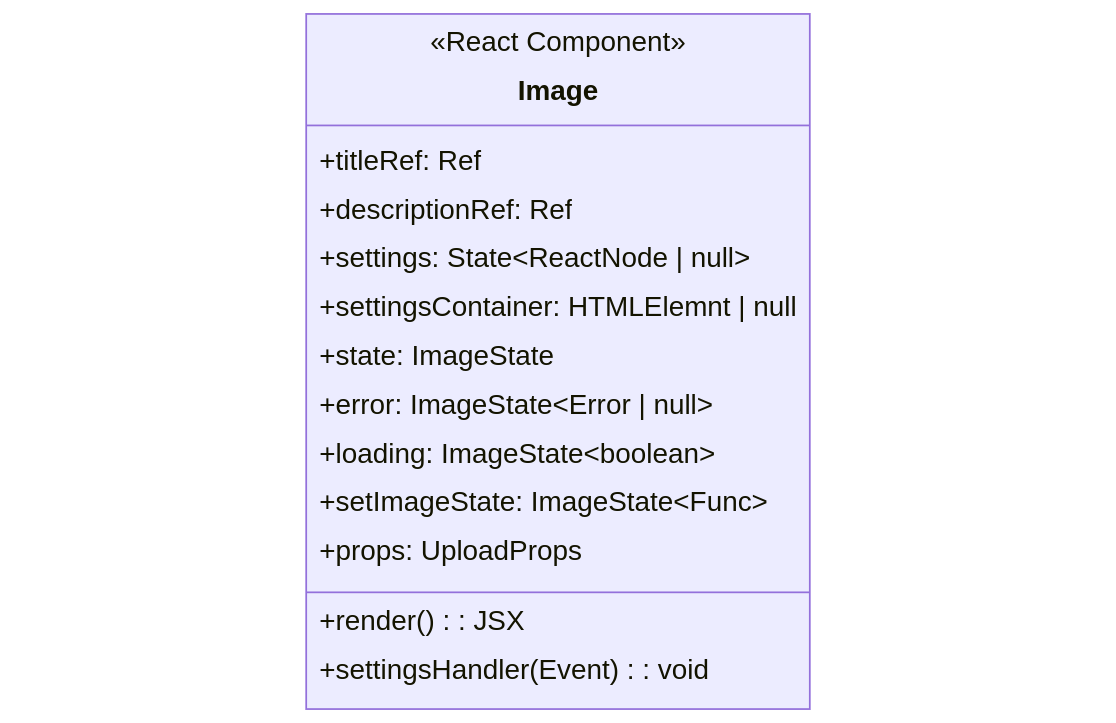 «React Component»
Image
+titleRef: Ref
+descriptionRef: Ref
+settings: State<ReactNode | null>
+settingsContainer: HTMLElemnt | null
+state: ImageState
+error: ImageState<Error | null>
+loading: ImageState<boolean>
+setImageState: ImageState<Func>
+props: UploadProps
+render() : : JSX
+settingsHandler(Event) : : void